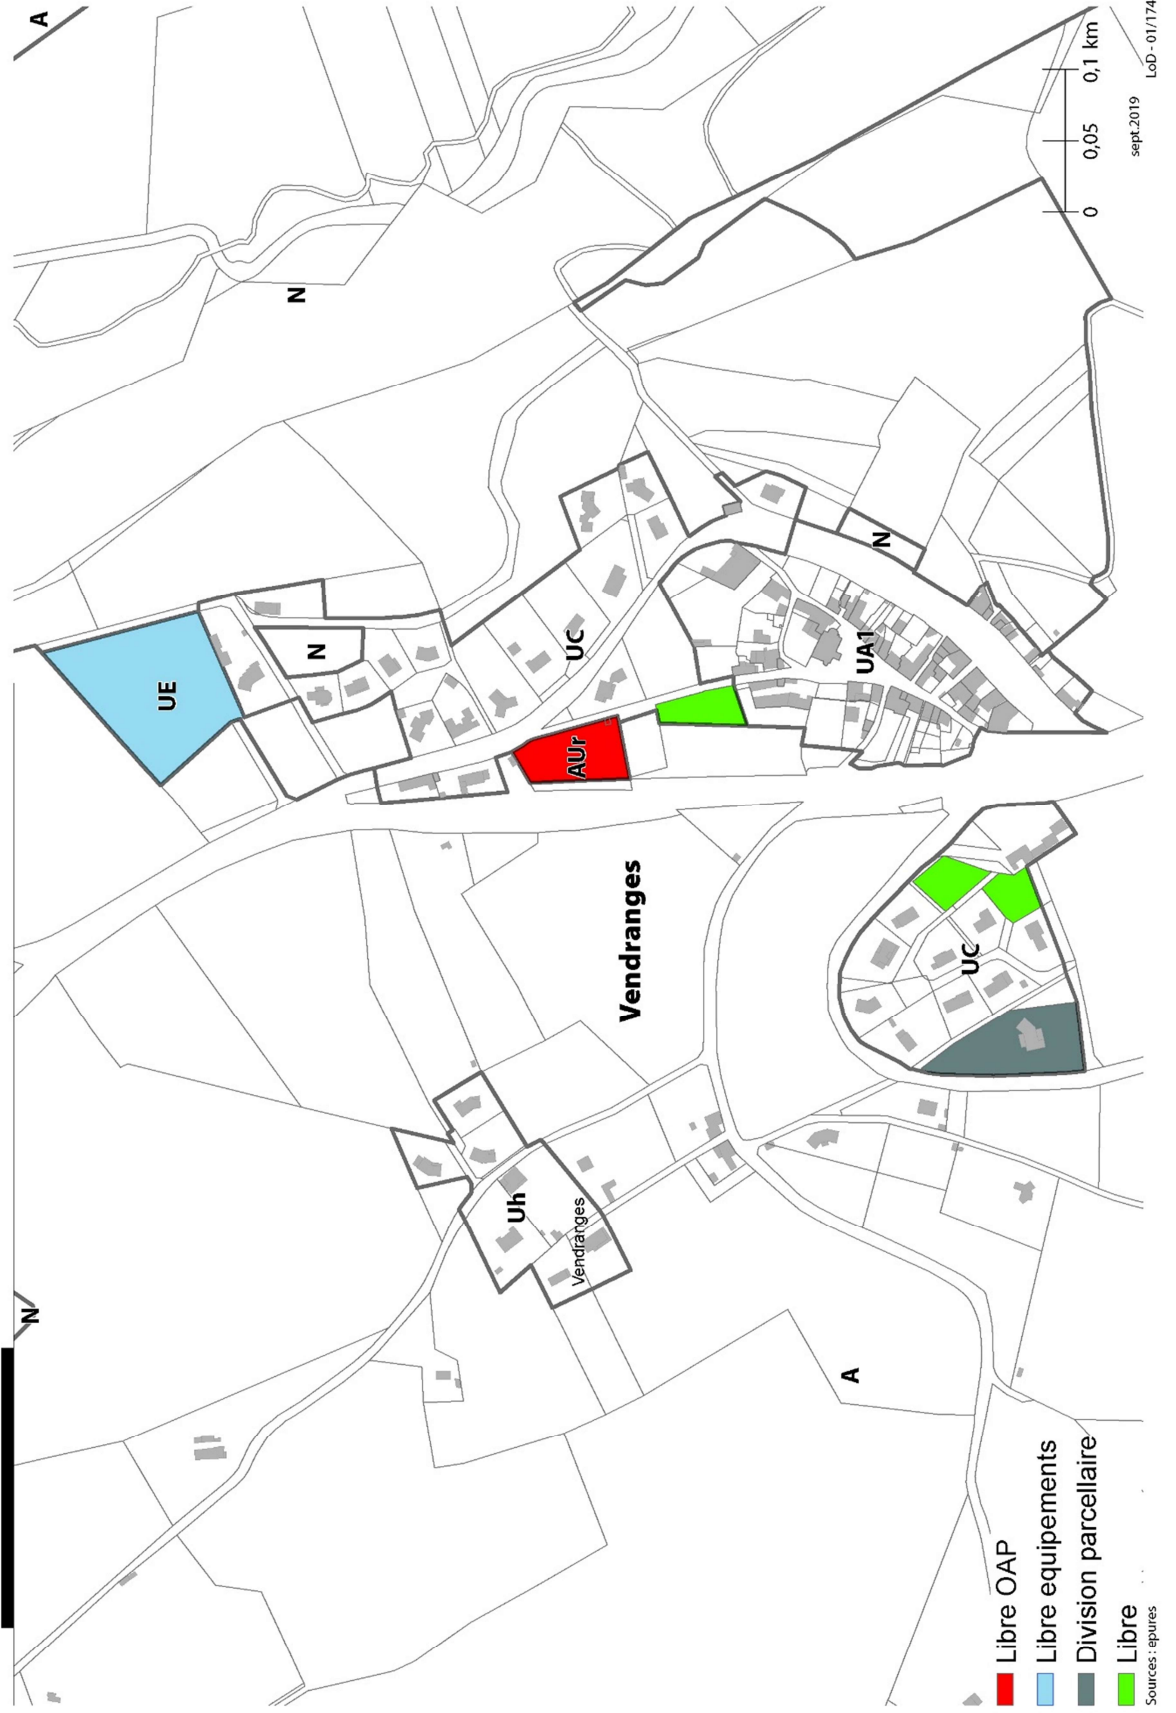 N
A
UE
N
N
Uh
UC
AUr
Vendranges
Vendranges
A
UA1
N
UC
Libre OAP
Libre equipements
Division parcellaire
Libre
Sources : epures
0 0,05 0,1 km
sept.2019
LoD - 01/174